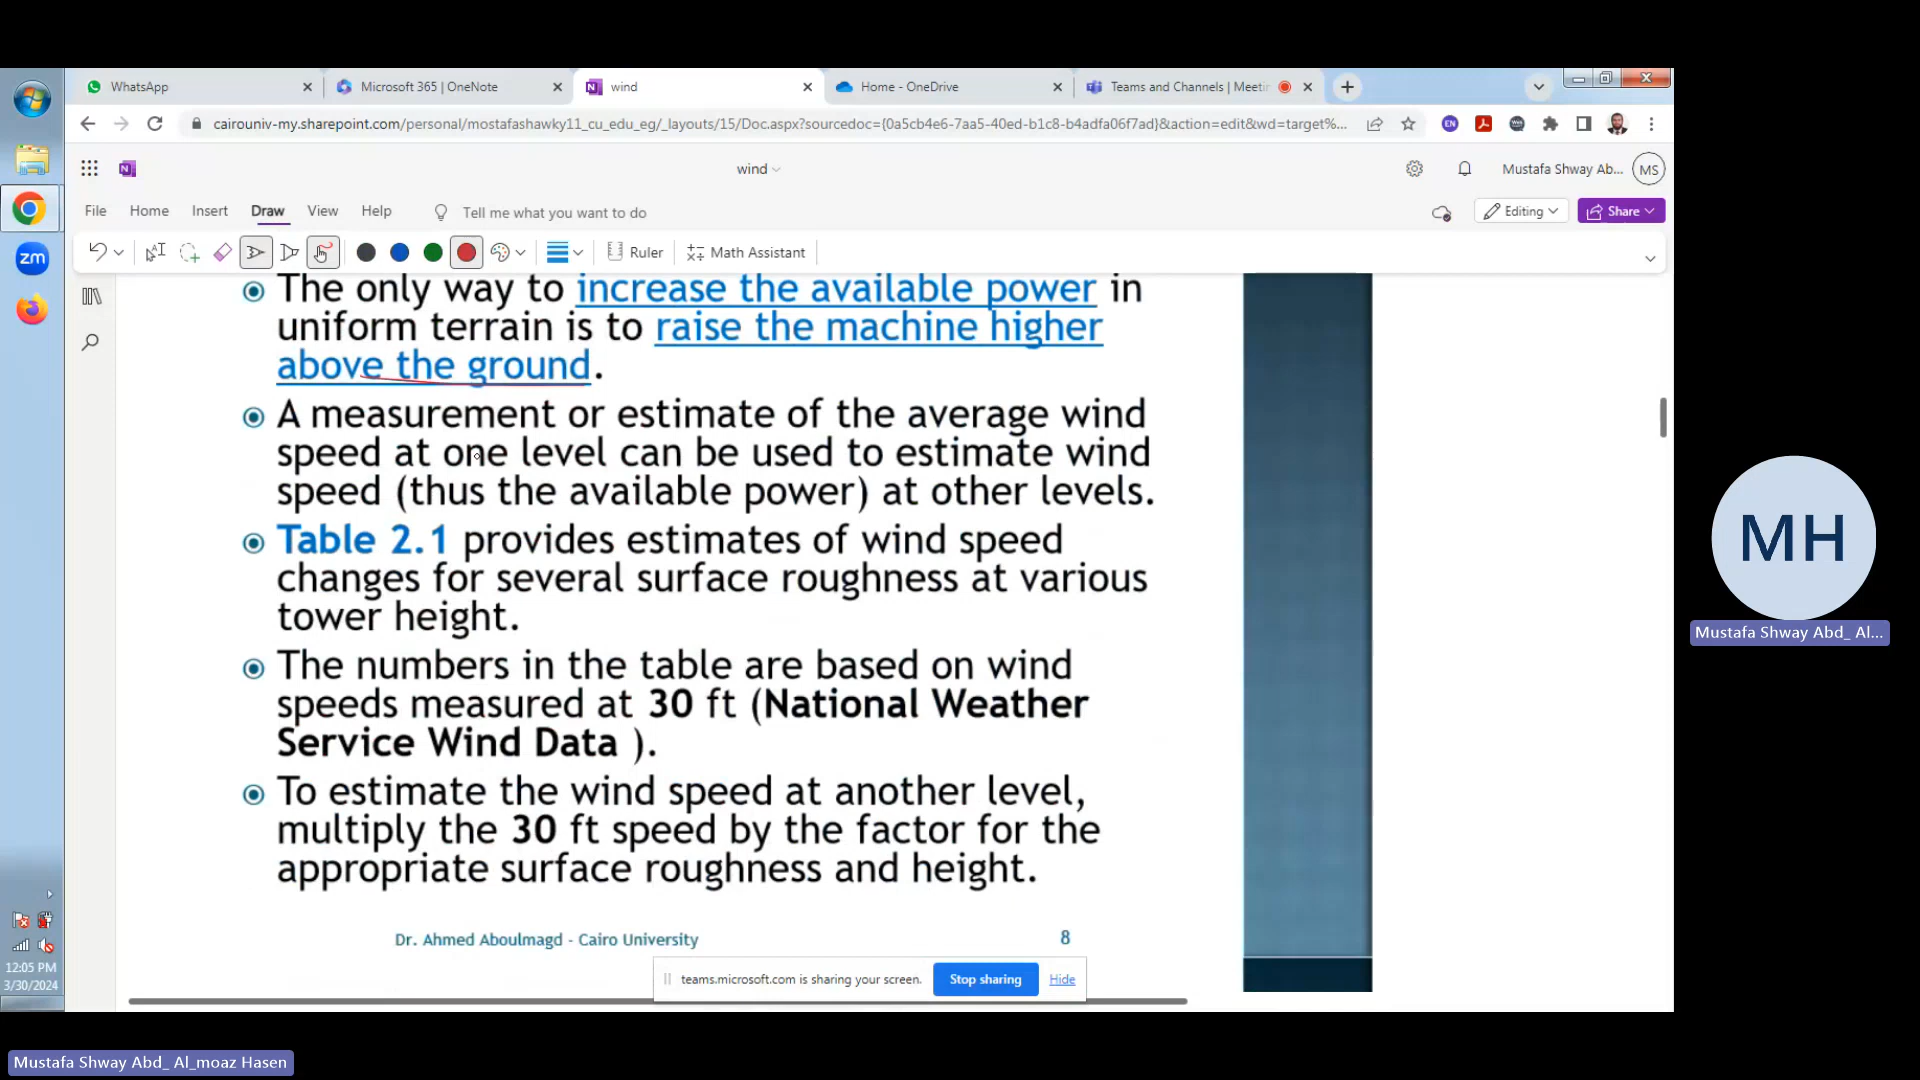 WhatsApp
Microsoft 365 | OneNote
wind
Home - OneDrive
Teams and Channels | Meetin
cairouniv-my.sharepoint.com/personal/mostafashawky11_cu_edu_eg/_layouts/15/Doc.aspx?sourcedoc={0a5cb4e6-7aa5-40ed-b1c8-b4adfa06f7ad}&action=edit&wd=target%...
EN
zm
wind
Mustafa Shway Ab...
MS
File
Home
Insert
Draw
View
Help
Tell me what you want to do
Editing
Share
Ruler
Math Assistant
The only way to increase the available power in
uniform terrain is to raise the machine higher
above the ground.
A measurement or estimate of the average wind
speed at one level can be used to estimate wind
speed (thus the available power) at other levels.
Table 2.1 provides estimates of wind speed
changes for several surface roughness at various
tower height.
The numbers in the table are based on wind
speeds measured at 30 ft (National Weather
Service Wind Data ).
To estimate the wind speed at another level,
multiply the 30 ft speed by the factor for the
appropriate surface roughness and height.
Dr. Ahmed Aboulmagd - Cairo University
8
teams.microsoft.com is sharing your screen.
Stop sharing
Hide
12:05 PM
3/30/2024
MH
Mustafa Shway Abd_ Al...
Mustafa Shway Abd_ Al_moaz Hasen